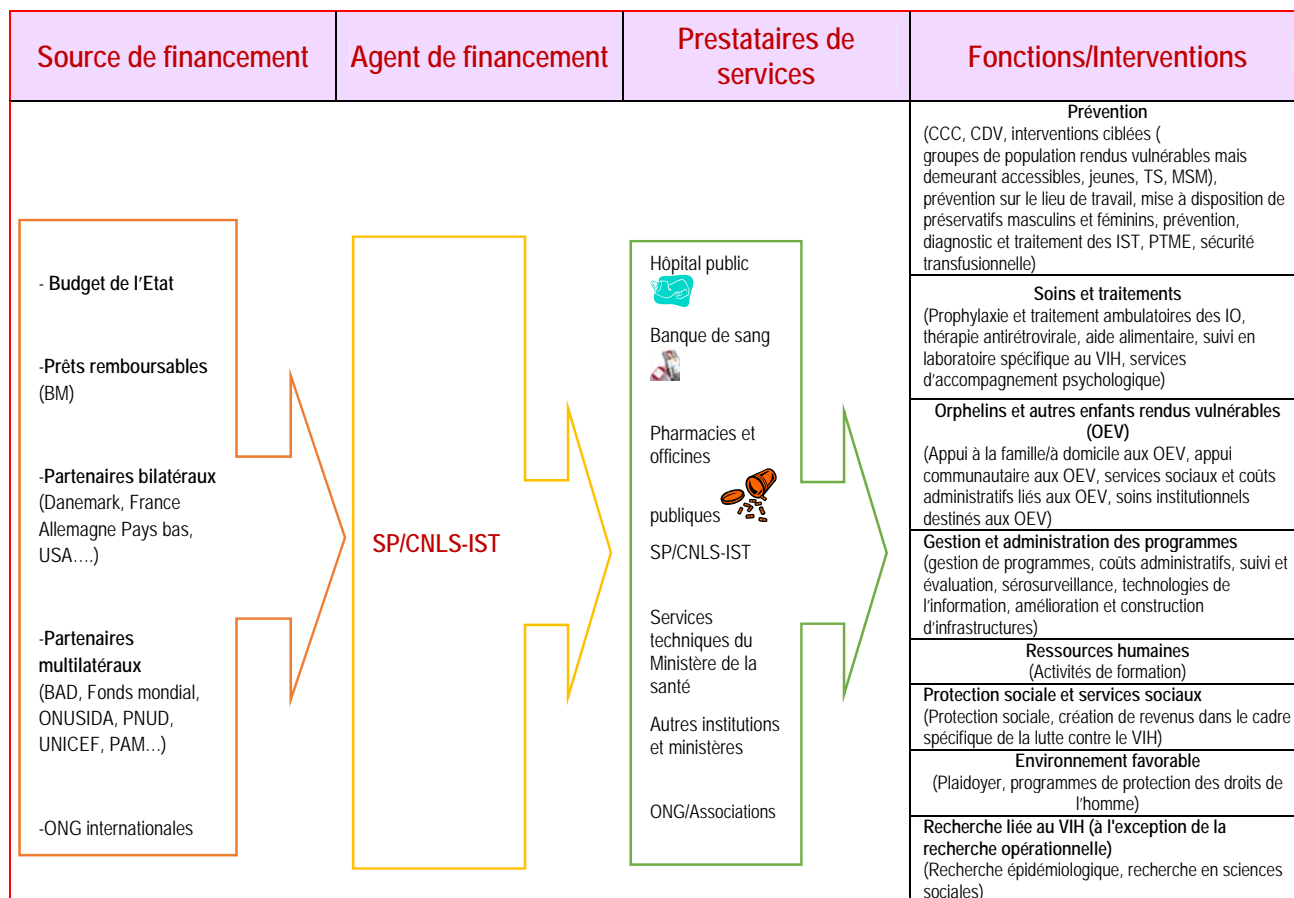 Source de financement
Agent de financement
Prestataires de
services
Fonctions/Interventions
- Budget de l'Etat
-Prêts remboursables
(BM)
-Partenaires bilatéraux
(Danemark, France
Allemagne Pays bas,
USA….)
-Partenaires
multilatéraux
(BAD, Fonds mondial,
ONUSIDA, PNUD,
UNICEF, PAM…)
-ONG internationales
SP/CNLS-IST
Hôpital public
Banque de sang
Pharmacies et
officines
publiques
SP/CNLS-IST
Services
techniques du
Ministère de la
santé
Autres institutions
et ministères
ONG/Associations
Prévention
(CCC, CDV, interventions ciblées (
groupes de population rendus vulnérables mais
demeurant accessibles, jeunes, TS, MSM),
prévention sur le lieu de travail, mise à disposition de
préservatifs masculins et féminins, prévention,
diagnostic et traitement des IST, PTME, sécurité
transfusionnelle)
Soins et traitements
(Prophylaxie et traitement ambulatoires des IO,
thérapie antirétrovirale, aide alimentaire, suivi en
laboratoire spécifique au VIH, services
d'accompagnement psychologique)
Orphelins et autres enfants rendus vulnérables
(OEV)
(Appui à la famille/à domicile aux OEV, appui
communautaire aux OEV, services sociaux et coûts
administratifs liés aux OEV, soins institutionnels
destinés aux OEV)
Gestion et administration des programmes
(gestion de programmes, coûts administratifs, suivi et
évaluation, sérosurveillance, technologies de
l'information, amélioration et construction
d'infrastructures)
Ressources humaines
(Activités de formation)
Protection sociale et services sociaux
(Protection sociale, création de revenus dans le cadre
spécifique de la lutte contre le VIH)
Environnement favorable
(Plaidoyer, programmes de protection des droits de
l'homme)
Recherche liée au VIH (à l'exception de la
recherche opérationnelle)
(Recherche épidémiologique, recherche en sciences
sociales)